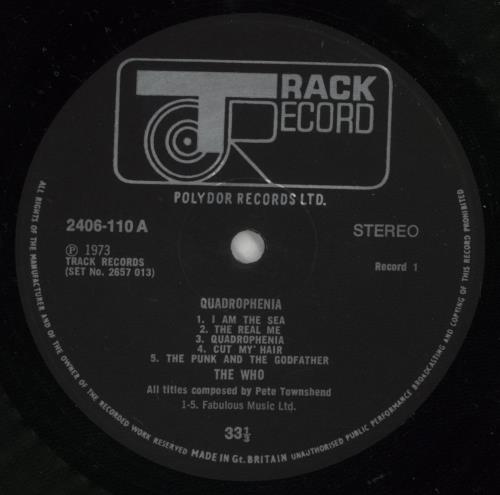 TRACK
RECORD
POLYDOR RECORDS LTD.
2406-110 A
STEREO
Ⓟ 1973
TRACK RECORDS
(SET No. 2657 013)
Record 1
QUADROPHENIA
1. I AM THE SEA
2. THE REAL ME
3. QUADROPHENIA
4. CUT MY' HAIR
5. THE PUNK AND THE GODFATHER
THE WHO
All titles composed by Pete Townshend
1-5. Fabulous Music Ltd.
33⅓
ALL RIGHTS OF THE MANUFACTURER AND OF THE OWNER OF THE RECORDED WORK RESERVED MADE IN Gt. BRITAIN UNAUTHORISED PUBLIC PERFORMANCE BROADCASTING AND COPYING OF THIS RECORD PROHIBITED